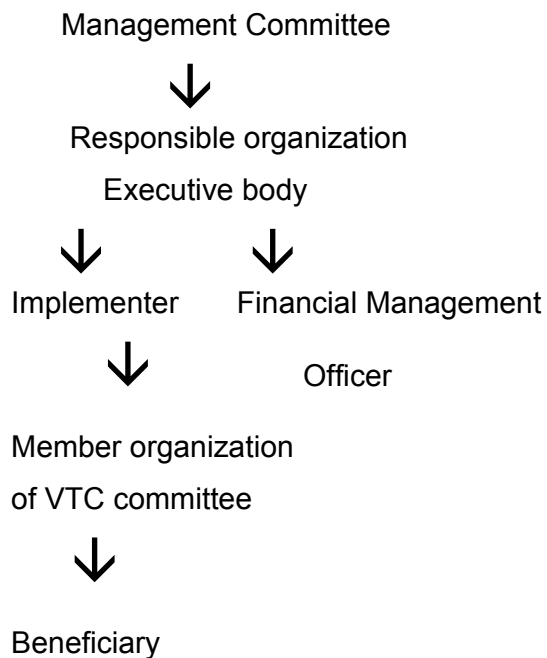 Management Committee
Responsible organization
Executive body
Implementer Financial Management
Officer
Member organization
of VTC committee
Beneficiary